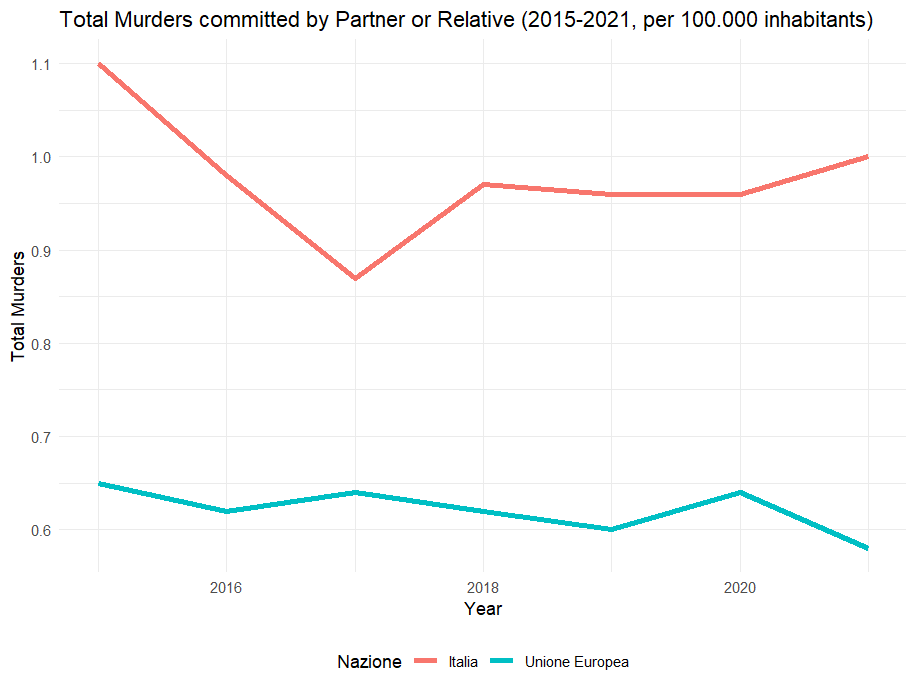 Total Murders committed by Partner or Relative (2015-2021, per 100.000 inhabitants)
Total Murders
1.1
1.0
0.9
0.8
0.7
0.6
2016 2018 2020
Year
Nazione Italia Unione Europea